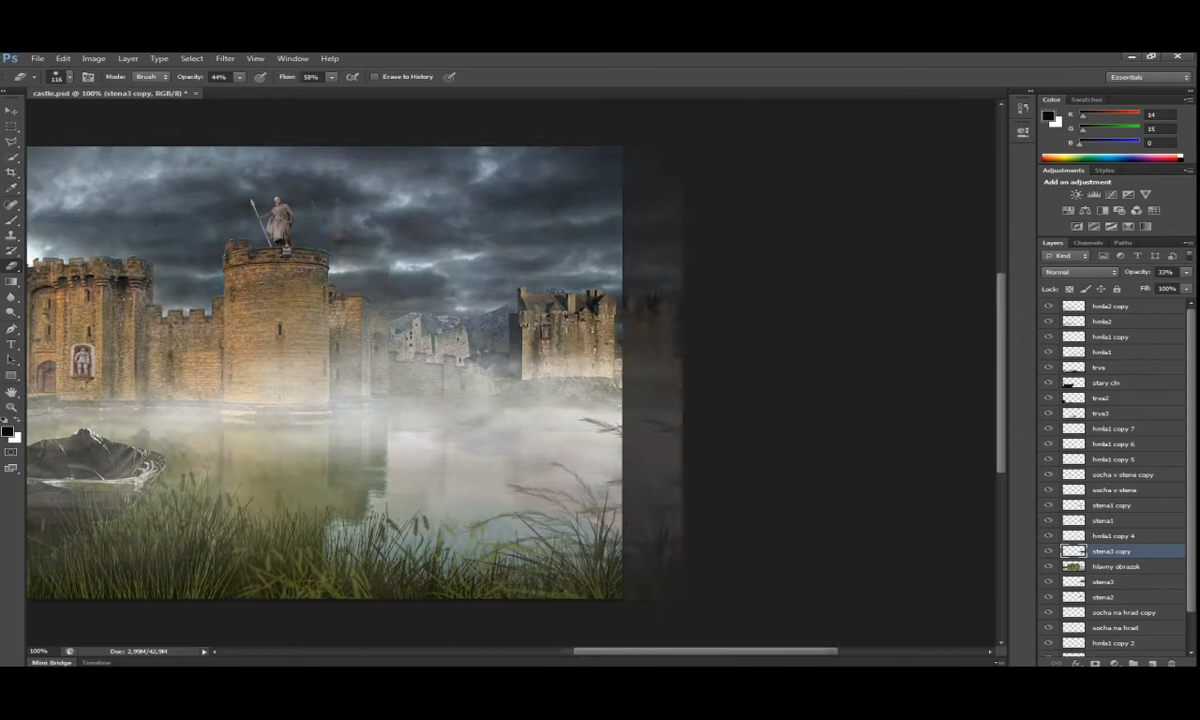 Ps File Edit Image Layer Type Select Filter View Window Help
116 Mode: Brush Opacity: 44% Flow: 58% Erase to History Essentials
castle.psd @ 100% (stena3 copy, RGB/8) * ×
Color Swatches
R 14
G 15
B 0
Adjustments Styles
Add an adjustment
Layers Channels Paths
Kind
Normal Opacity: 33%
Lock: Fill: 100%
hmla2 copy
hmla2
hmla1 copy
hmla1
trva
stary cln
trva2
trva3
hmla1 copy 7
hmla1 copy 6
hmla1 copy 5
socha v stene copy
socha v stene
stena1 copy
stena1
hmla1 copy 4
stena3 copy
hlavny obrazok
stena3
stena2
socha na hrad copy
socha na hrad
hmla1 copy 2
100% Doc: 2,99M/42,9M
Mini Bridge Timeline